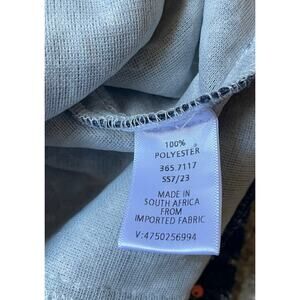 100%
POLYESTER
365.7117
SS7/23
MADE IN
SOUTH AFRICA
FROM
IMPORTED FABRIC
V:4750256994